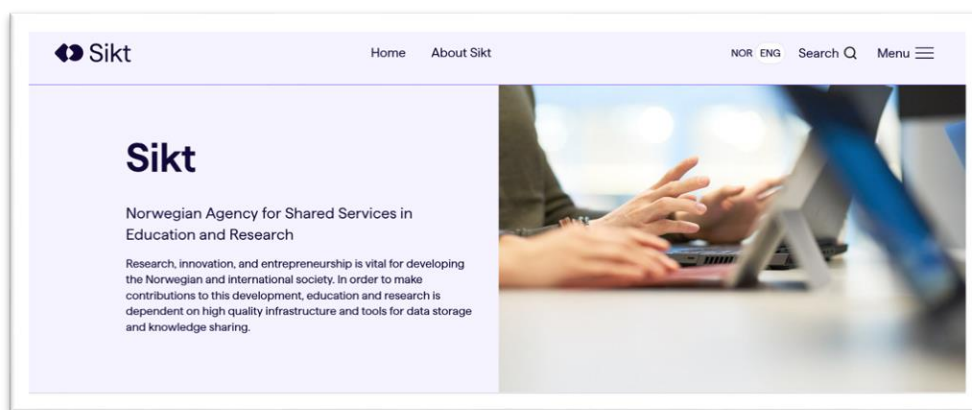 Sikt
Home About Sikt
NOR ENG Search Menu
Sikt
Norwegian Agency for Shared Services in
Education and Research
Research, innovation, and entrepreneurship is vital for developing
the Norwegian and international society. In order to make
contributions to this development, education and research is
dependent on high quality infrastructure and tools for data storage
and knowledge sharing.